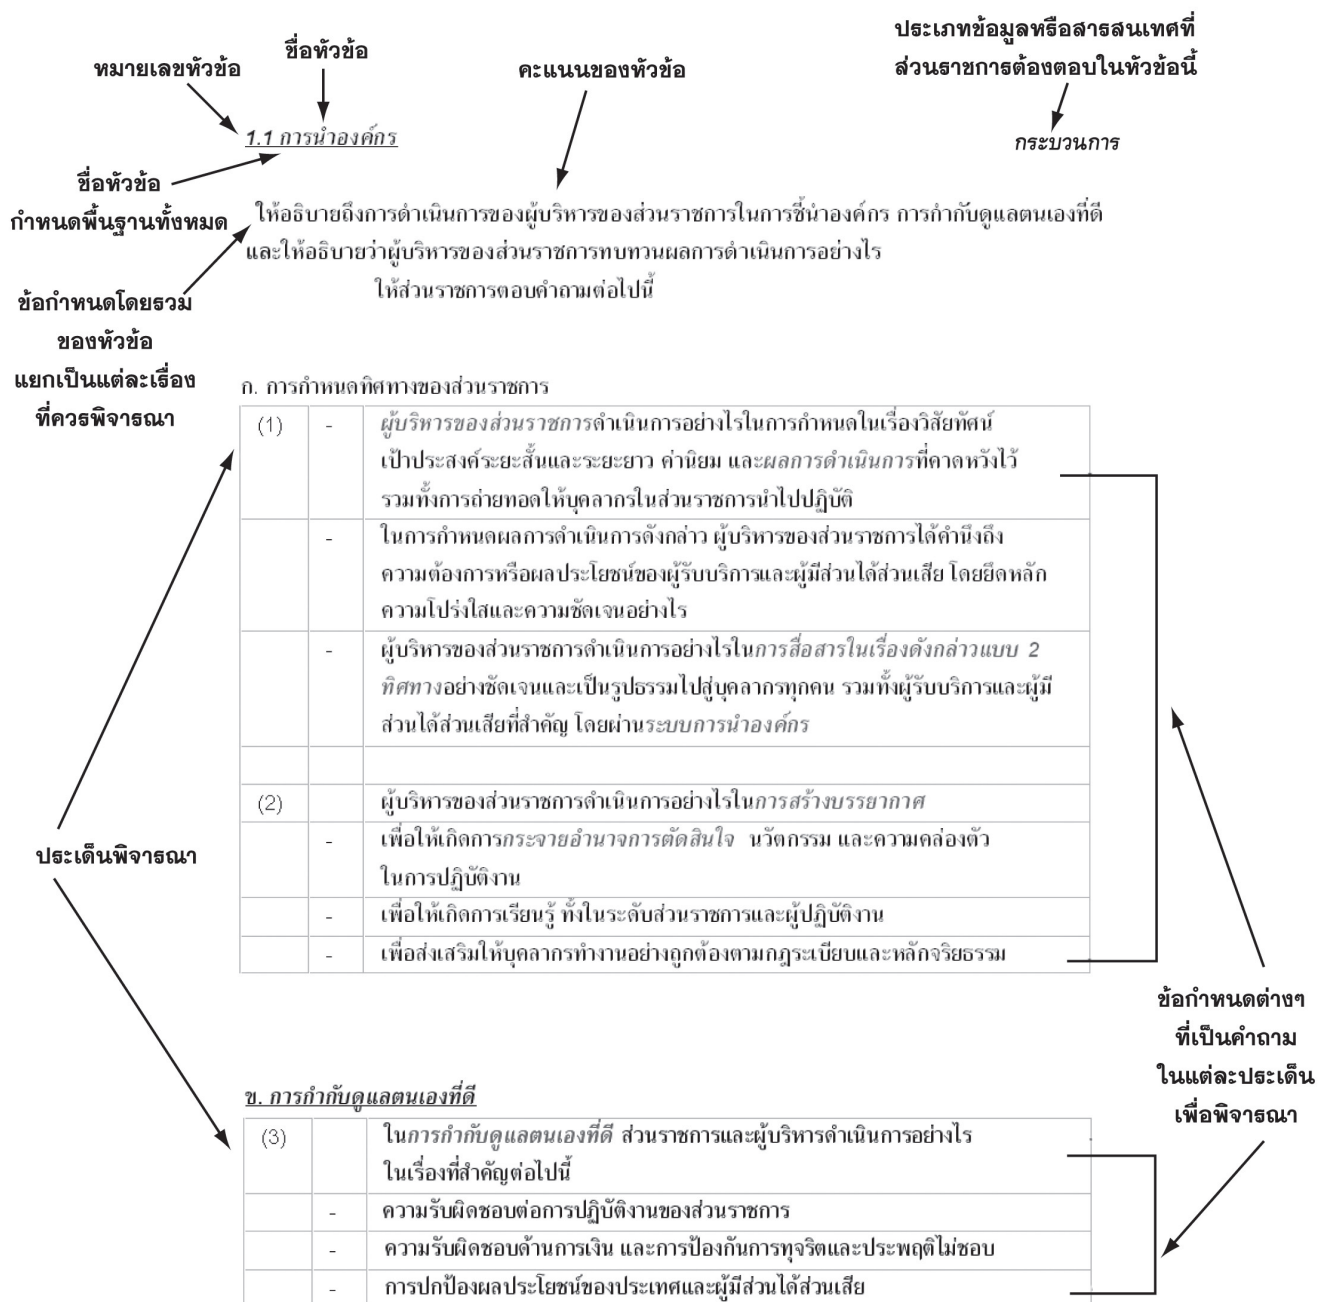 ประเภทข้อมูลหรือสารสนเทศที่
ส่วนราชการต้องตอบในหัวข้อนี้
ชื่อหัวข้อ
หมายเลขหัวข้อ
คะแนนของหัวข้อ
1.1 การนำองค์กร
กระบวนการ
ชื่อหัวข้อ
กำหนดพื้นฐานทั้งหมด
ให้อธิบายถึงการดำเนินการของผู้บริหารของส่วนราชการในการชี้นำองค์กร การกำกับดูแลตนเองที่ดี
และให้อธิบายว่าผู้บริหารของส่วนราชการทบทวนผลการดำเนินการอย่างไร
ให้ส่วนราชการตอบคำถามต่อไปนี้
ข้อกำหนดโดยรวม
ของหัวข้อ
แยกเป็นแต่ละเรื่อง
ที่ควรพิจารณา
ก. การกำหนดทิศทางของส่วนราชการ
(1) - ผู้บริหารของส่วนราชการดำเนินการอย่างไรในการกำหนดในเรื่องวิสัยทัศน์
เป้าประสงค์ระยะสั้นและระยะยาว ค่านิยม และผลการดำเนินการที่คาดหวังไว้
รวมทั้งการถ่ายทอดให้บุคลากรในส่วนราชการนำไปปฏิบัติ
- ในการกำหนดผลการดำเนินการดังกล่าว ผู้บริหารของส่วนราชการได้คำนึงถึง
ความต้องการหรือผลประโยชน์ของผู้รับบริการและผู้มีส่วนได้ส่วนเสีย โดยยึดหลัก
ความโปร่งใสและความชัดเจนอย่างไร
- ผู้บริหารของส่วนราชการดำเนินการอย่างไรในการสื่อสารในเรื่องดังกล่าวแบบ 2
ทิศทางอย่างชัดเจนและเป็นรูปธรรมไปสู่บุคลากรทุกคน รวมทั้งผู้รับบริการและผู้มี
ส่วนได้ส่วนเสียที่สำคัญ โดยผ่านระบบการนำองค์กร
(2) ผู้บริหารของส่วนราชการดำเนินการอย่างไรในการสร้างบรรยากาศ
- เพื่อให้เกิดการกระจายอำนาจการตัดสินใจ นวัตกรรม และความคล่องตัว
ในการปฏิบัติงาน
- เพื่อให้เกิดการเรียนรู้ ทั้งในระดับส่วนราชการและผู้ปฏิบัติงาน
- เพื่อส่งเสริมให้บุคลากรทำงานอย่างถูกต้องตามกฎระเบียบและหลักจริยธรรม
ประเด็นพิจารณา
ข้อกำหนดต่างๆ
ที่เป็นคำถาม
ในแต่ละประเด็น
เพื่อพิจารณา
ข. การกำกับดูแลตนเองที่ดี
(3) ในการกำกับดูแลตนเองที่ดี ส่วนราชการและผู้บริหารดำเนินการอย่างไร
ในเรื่องที่สำคัญต่อไปนี้
- ความรับผิดชอบต่อการปฏิบัติงานของส่วนราชการ
- ความรับผิดชอบด้านการเงิน และการป้องกันการทุจริตและประพฤติไม่ชอบ
- การปกป้องผลประโยชน์ของประเทศและผู้มีส่วนได้ส่วนเสีย